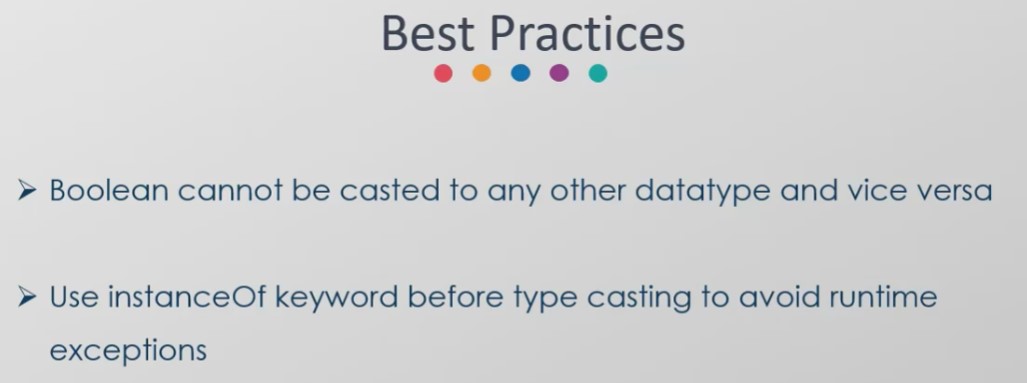 Best Practices
➢ Boolean cannot be casted to any other datatype and vice versa
➢ Use instanceOf keyword before type casting to avoid runtime
exceptions